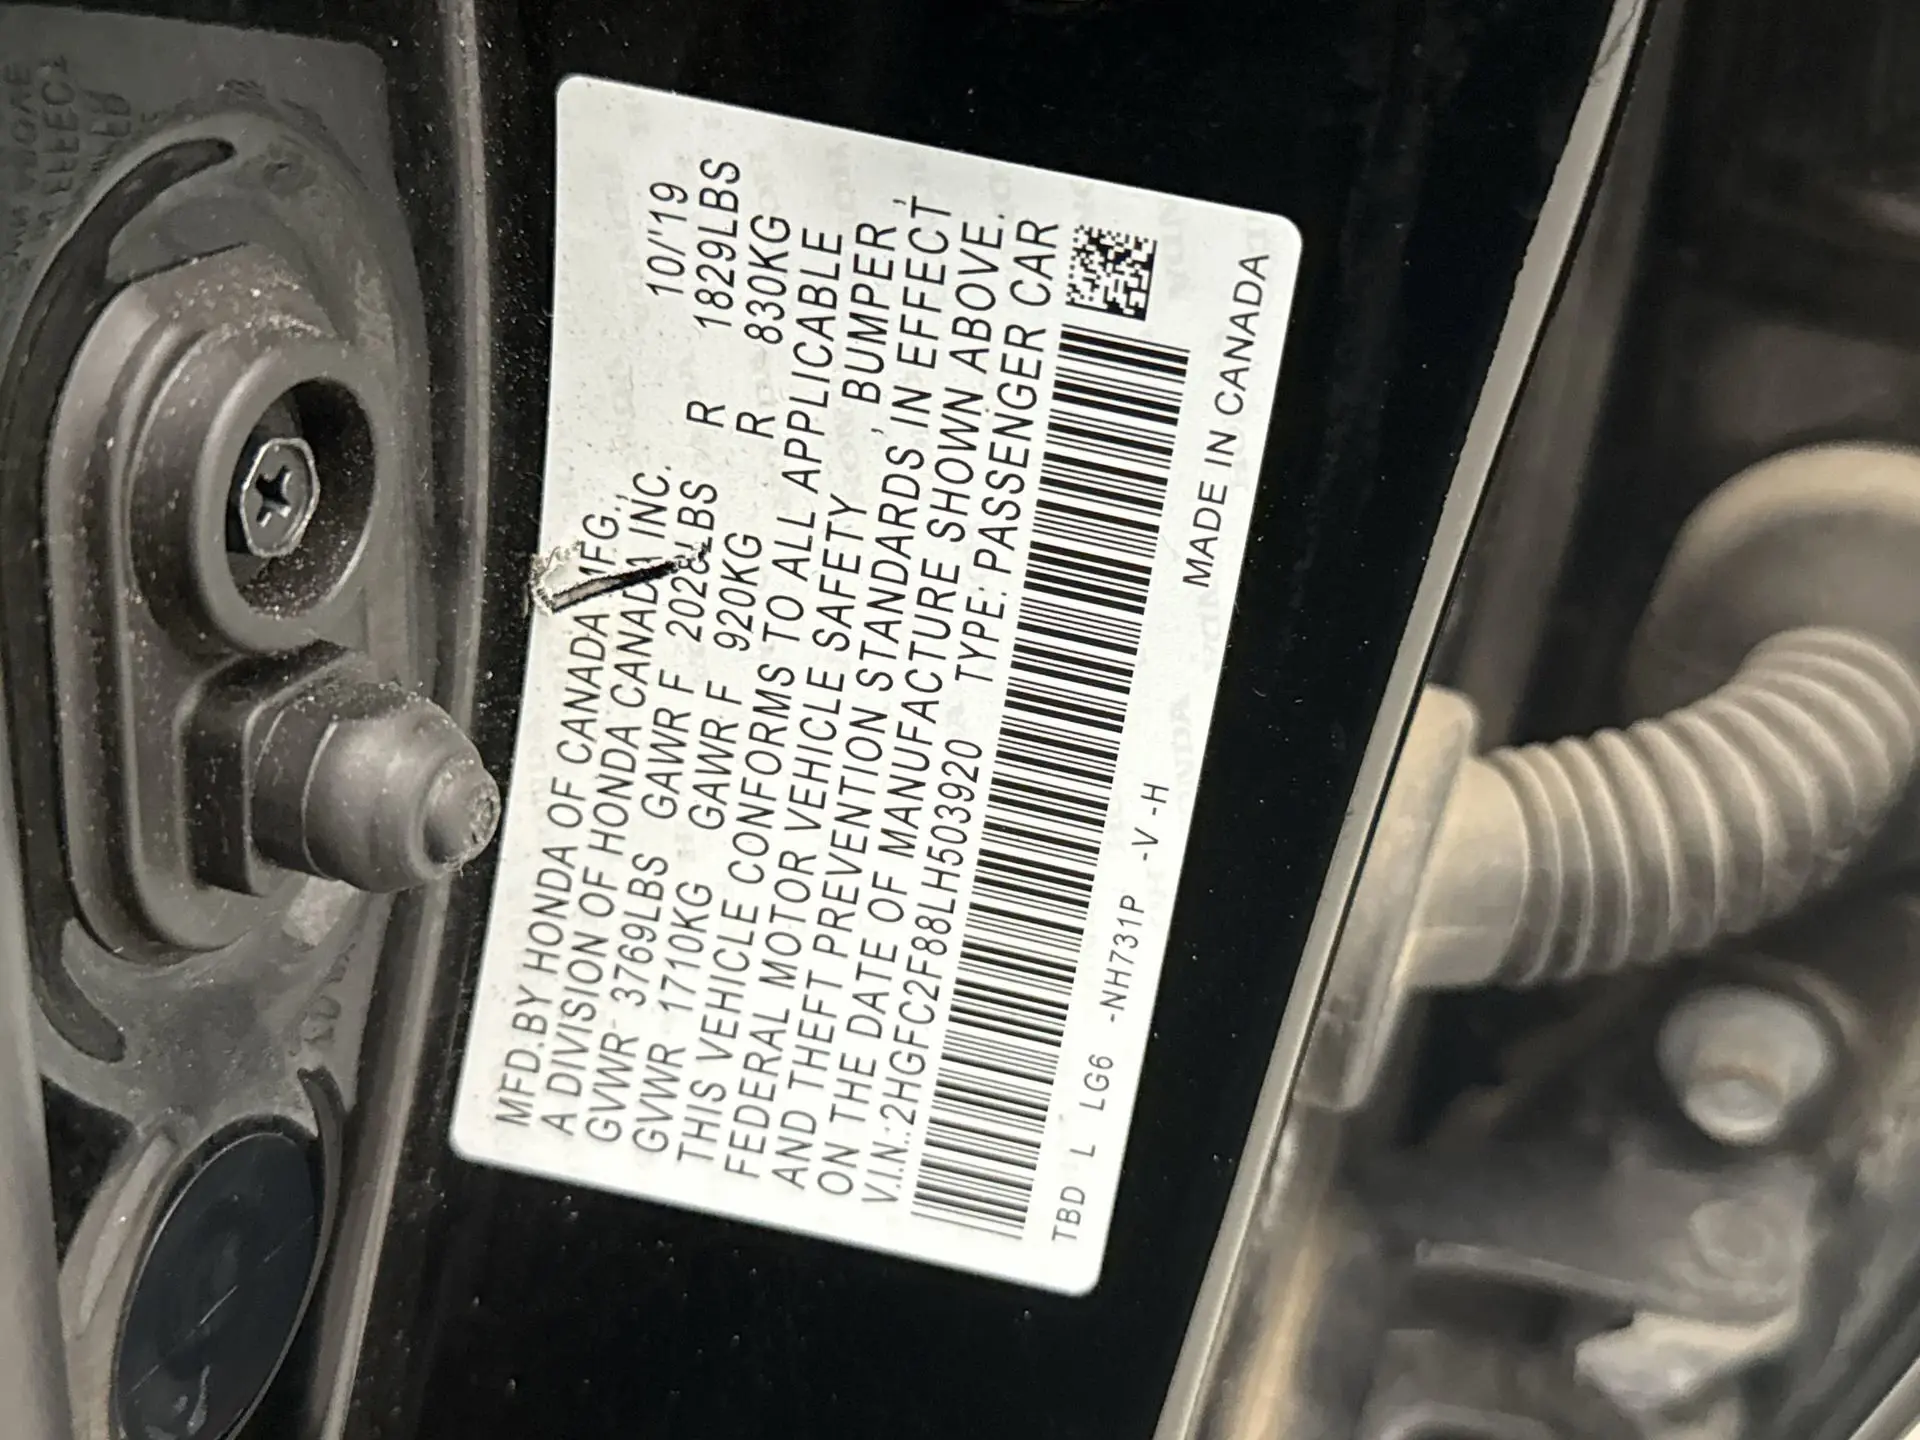 MFD.BY HONDA OF CANADA MFG., 10/'19
A DIVISION OF HONDA CANADA INC.
GVWR 3769LBS GAWR F 2028LBS R 1829LBS
GVWR 1710KG GAWR F 920KG R 830KG
THIS VEHICLE CONFORMS TO ALL APPLICABLE
FEDERAL MOTOR VEHICLE SAFETY , BUMPER ,
AND THEFT PREVENTION STANDARDS IN EFFECT
ON THE DATE OF MANUFACTURE SHOWN ABOVE.
V.I.N.:2HGFC2F88LH503920 TYPE: PASSENGER CAR
TBD L LG6 -NH731P -V -H MADE IN CANADA